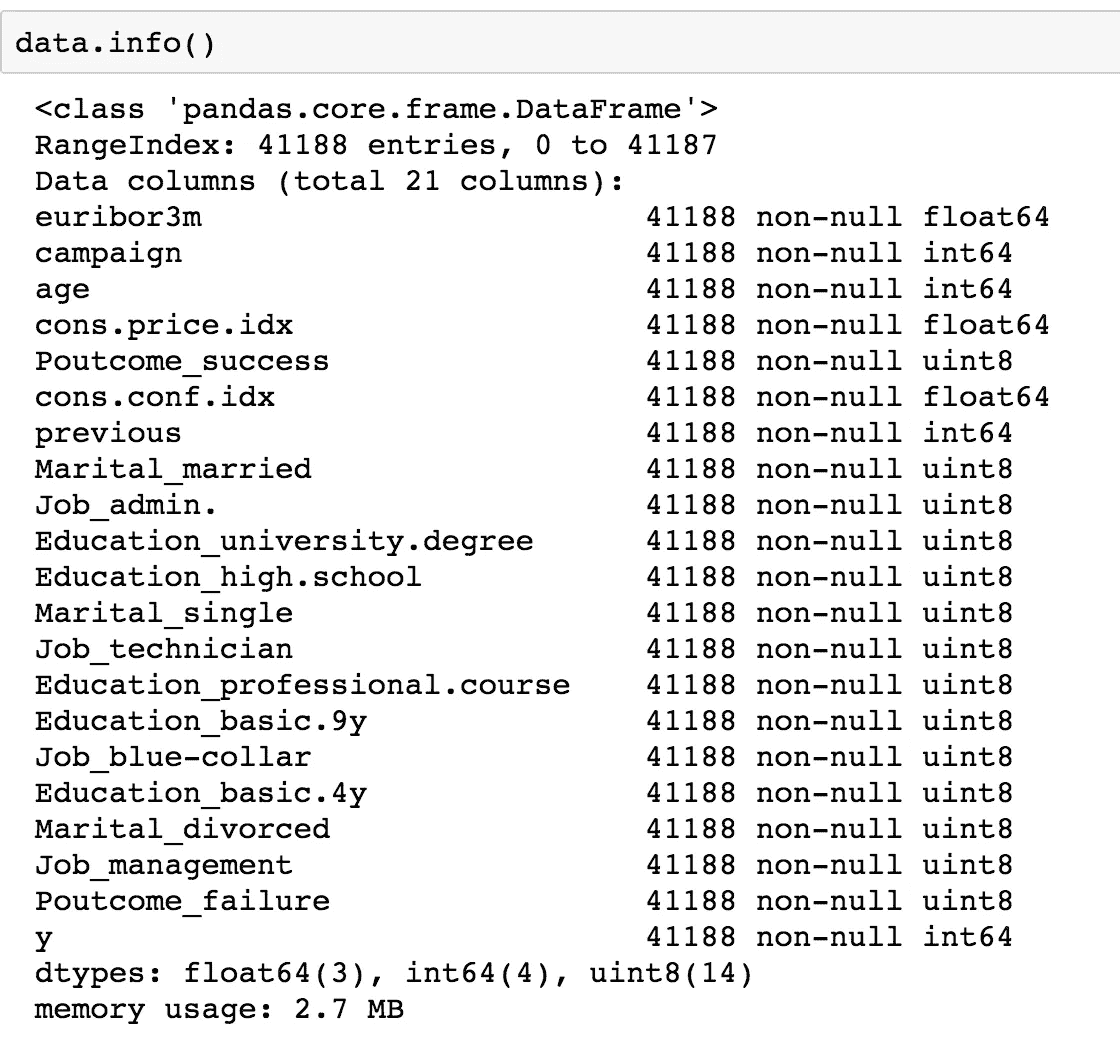 data.info()
<class 'pandas.core.frame.DataFrame'>
RangeIndex: 41188 entries, 0 to 41187
Data columns (total 21 columns):
euribor3m                        41188 non-null float64
campaign                         41188 non-null int64
age                              41188 non-null int64
cons.price.idx                   41188 non-null float64
Poutcome_success                 41188 non-null uint8
cons.conf.idx                    41188 non-null float64
previous                         41188 non-null int64
Marital_married                  41188 non-null uint8
Job_admin.                       41188 non-null uint8
Education_university.degree      41188 non-null uint8
Education_high.school            41188 non-null uint8
Marital_single                   41188 non-null uint8
Job_technician                   41188 non-null uint8
Education_professional.course    41188 non-null uint8
Education_basic.9y               41188 non-null uint8
Job_blue-collar                  41188 non-null uint8
Education_basic.4y               41188 non-null uint8
Marital_divorced                 41188 non-null uint8
Job_management                   41188 non-null uint8
Poutcome_failure                 41188 non-null uint8
y                                41188 non-null int64
dtypes: float64(3), int64(4), uint8(14)
memory usage: 2.7 MB